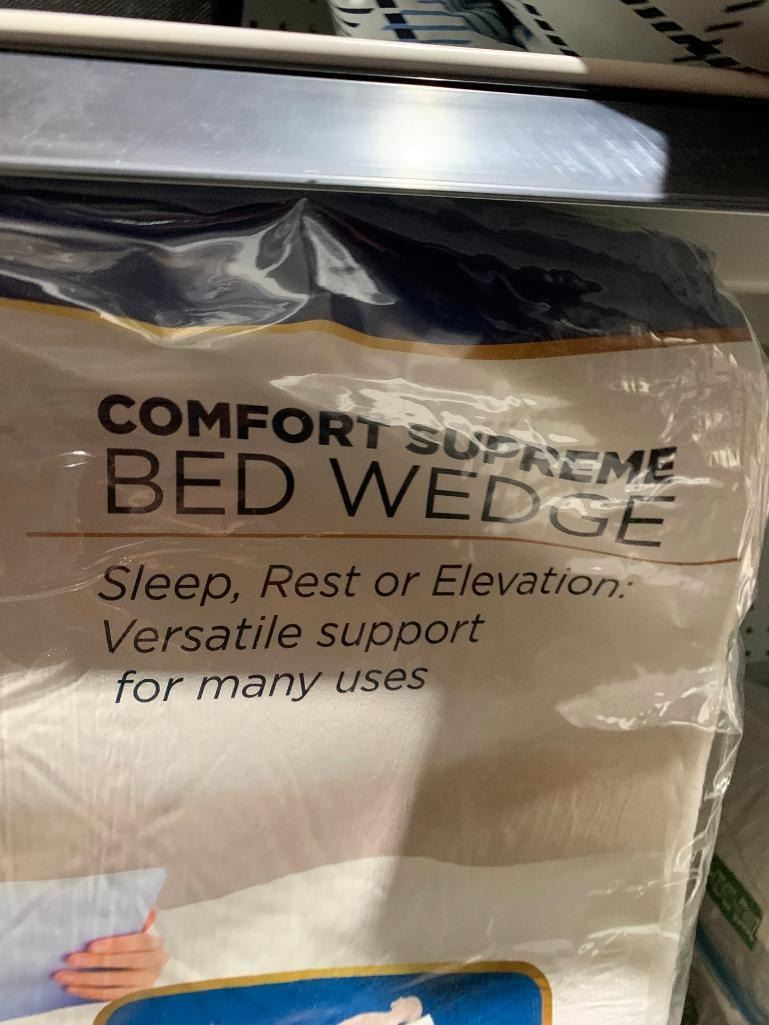 COMFORT SUPREME
BED WEDGE
Sleep, Rest or Elevation:
Versatile support
for many uses